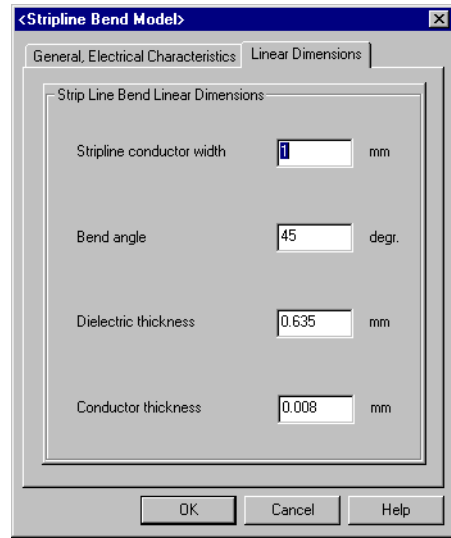 <Stripline Bend Model>
General, Electrical Characteristics
Linear Dimensions
Strip Line Bend Linear Dimensions
Stripline conductor width 1 mm
Bend angle 45 degr.
Dielectric thickness 0.635 mm
Conductor thickness 0.008 mm
OK Cancel Help